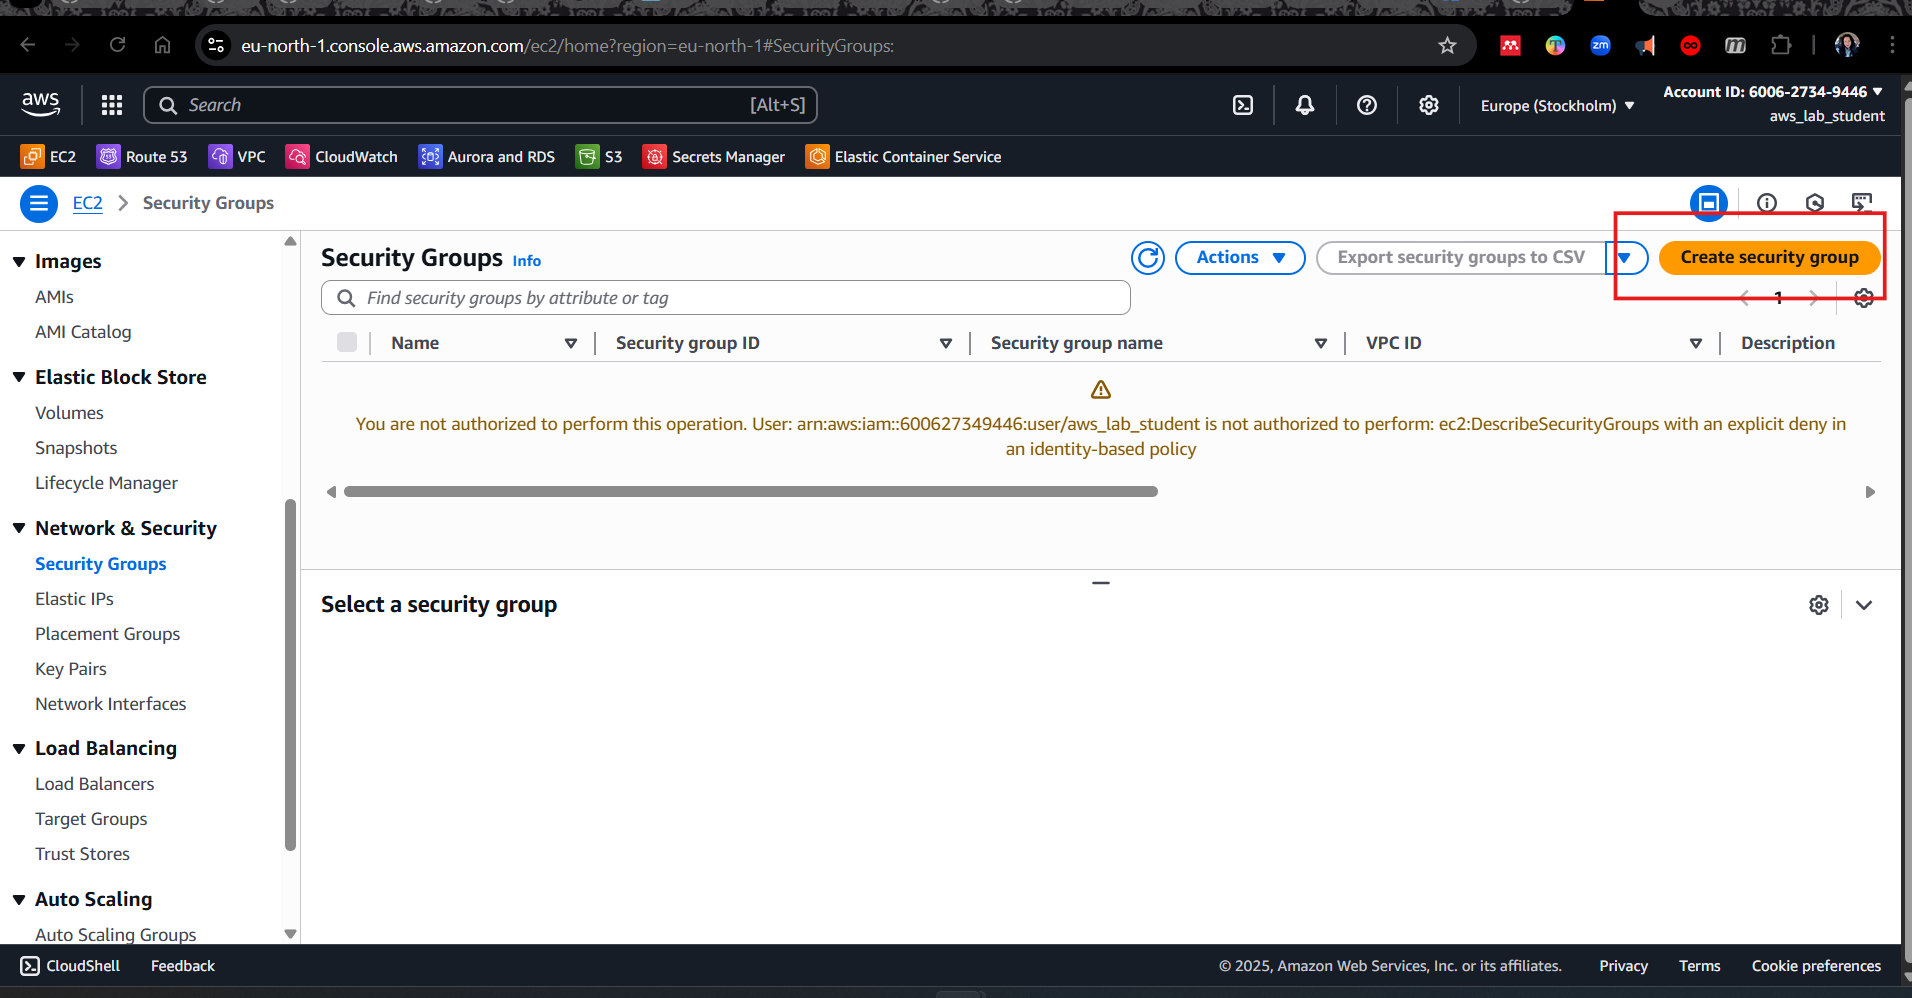 eu-north-1.console.aws.amazon.com/ec2/home?region=eu-north-1#SecurityGroups:
zm
aws
Search
[Alt+S]
Europe (Stockholm)
Account ID: 6006-2734-9446
aws_lab_student
EC2
Route 53
VPC
CloudWatch
Aurora and RDS
S3
Secrets Manager
Elastic Container Service
EC2
Security Groups
Images
AMIs
AMI Catalog
Elastic Block Store
Volumes
Snapshots
Lifecycle Manager
Network & Security
Security Groups
Elastic IPs
Placement Groups
Key Pairs
Network Interfaces
Load Balancing
Load Balancers
Target Groups
Trust Stores
Auto Scaling
Auto Scaling Groups
Security Groups Info
Actions
Export security groups to CSV
Create security group
Find security groups by attribute or tag
1
Name
Security group ID
Security group name
VPC ID
Description
You are not authorized to perform this operation. User: arn:aws:iam::600627349446:user/aws_lab_student is not authorized to perform: ec2:DescribeSecurityGroups with an explicit deny in
an identity-based policy
Select a security group
CloudShell
Feedback
© 2025, Amazon Web Services, Inc. or its affiliates.
Privacy
Terms
Cookie preferences